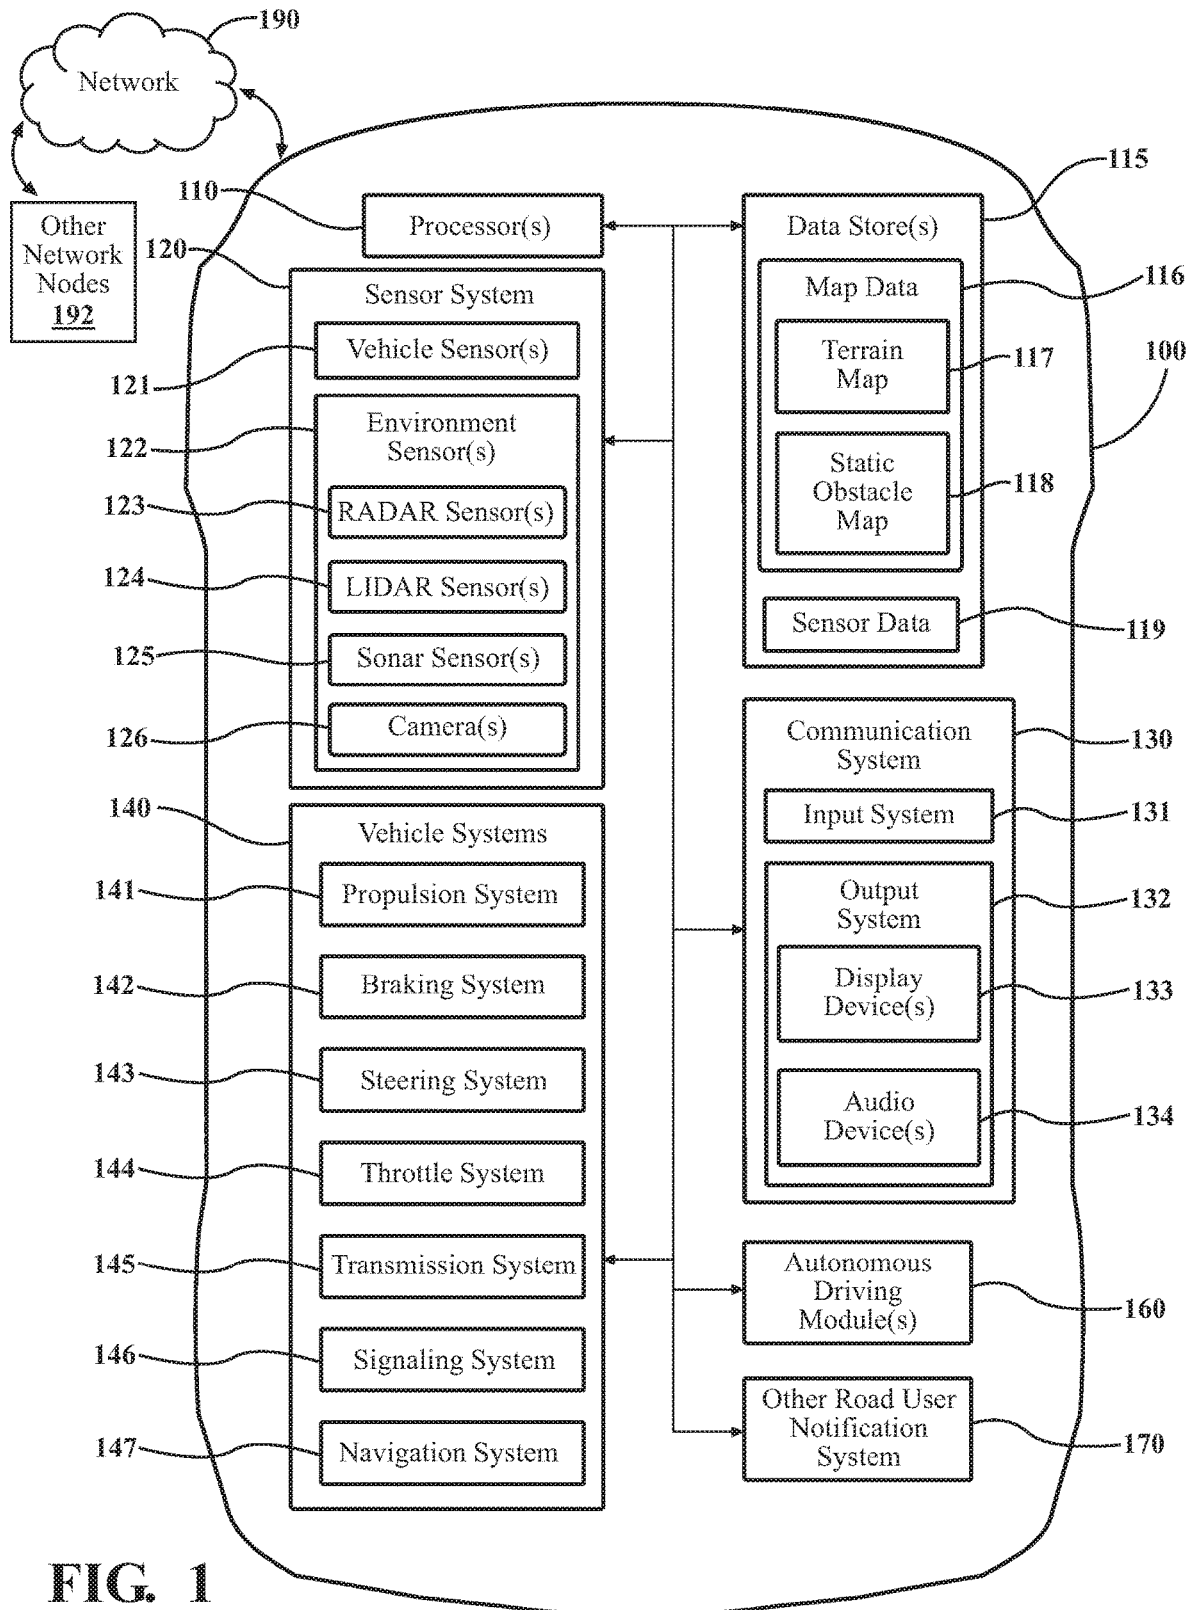 190
Network
Other
Network
Nodes
192
110
Processor(s)
120
Sensor System
Vehicle Sensor(s)
121
122
Environment
Sensor(s)
123
RADAR Sensor(s)
124
LIDAR Sensor(s)
125
Sonar Sensor(s)
126
Camera(s)
140
Vehicle Systems
141
Propulsion System
142
Braking System
143
Steering System
144
Throttle System
145
Transmission System
146
Signaling System
147
Navigation System
115
Data Store(s)
Map Data
116
Terrain
Map
117
100
Static
Obstacle
Map
118
Sensor Data
119
Communication
System
130
Input System
131
Output
System
132
Display
Device(s)
133
Audio
Device(s)
134
Autonomous
Driving
Module(s)
160
Other Road User
Notification
System
170
FIG. 1